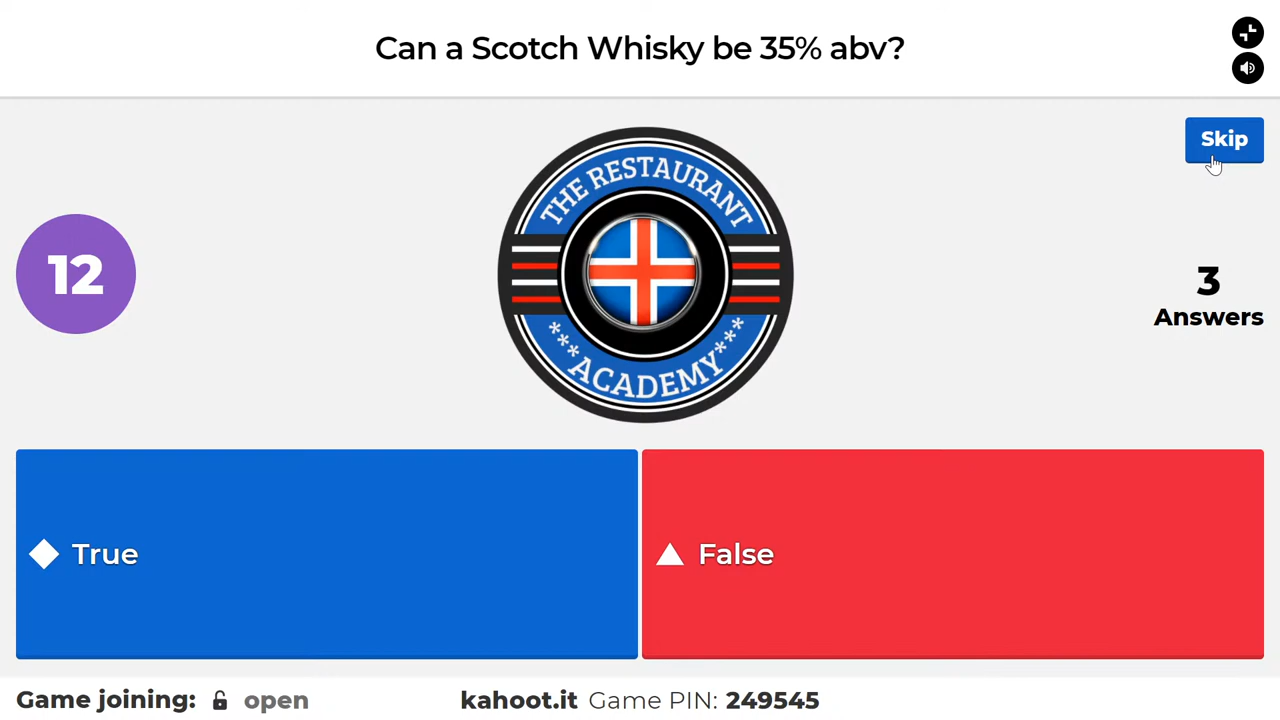 Can a Scotch Whisky be 35% abv?
Skip
THE RESTAURANT
***ACADEMY***
12
3
Answers
True
False
Game joining: open
kahoot.it Game PIN: 249545